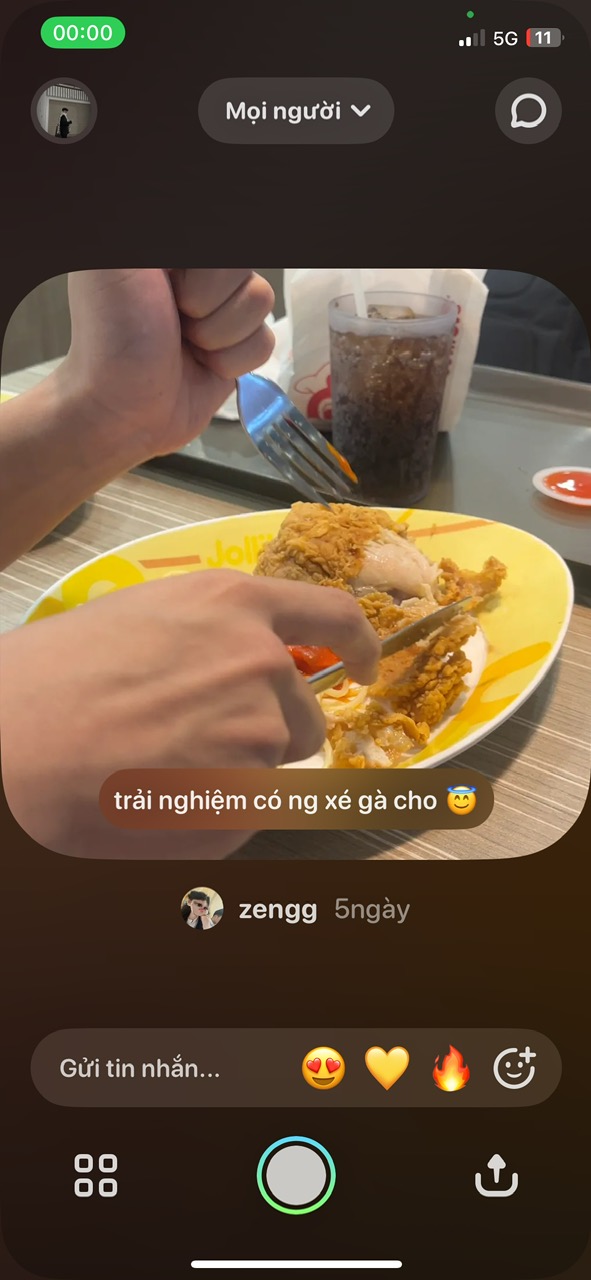 00:00
5G 11
Mọi người
Jolli
trải nghiệm có ng xé gà cho 😇
zengg 5ngày
Gửi tin nhắn...